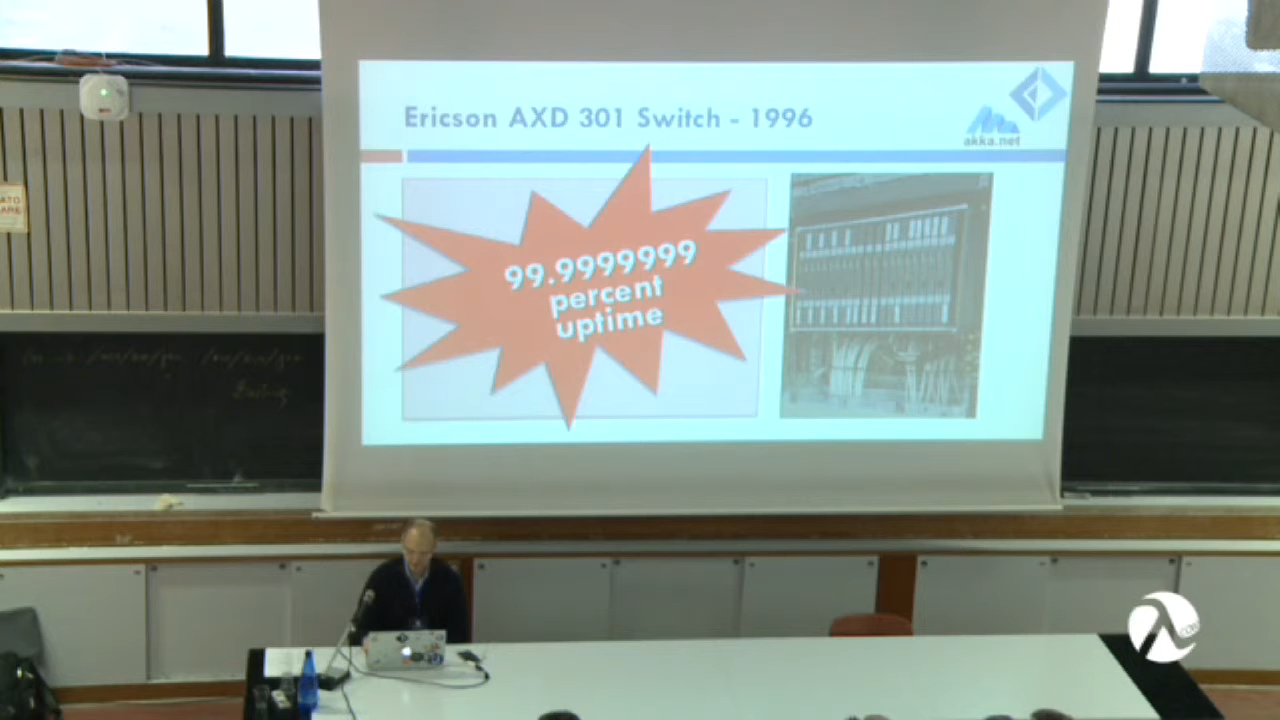 Ericson AXD 301 Switch - 1996
akka.net
99.9999999
percent
uptime